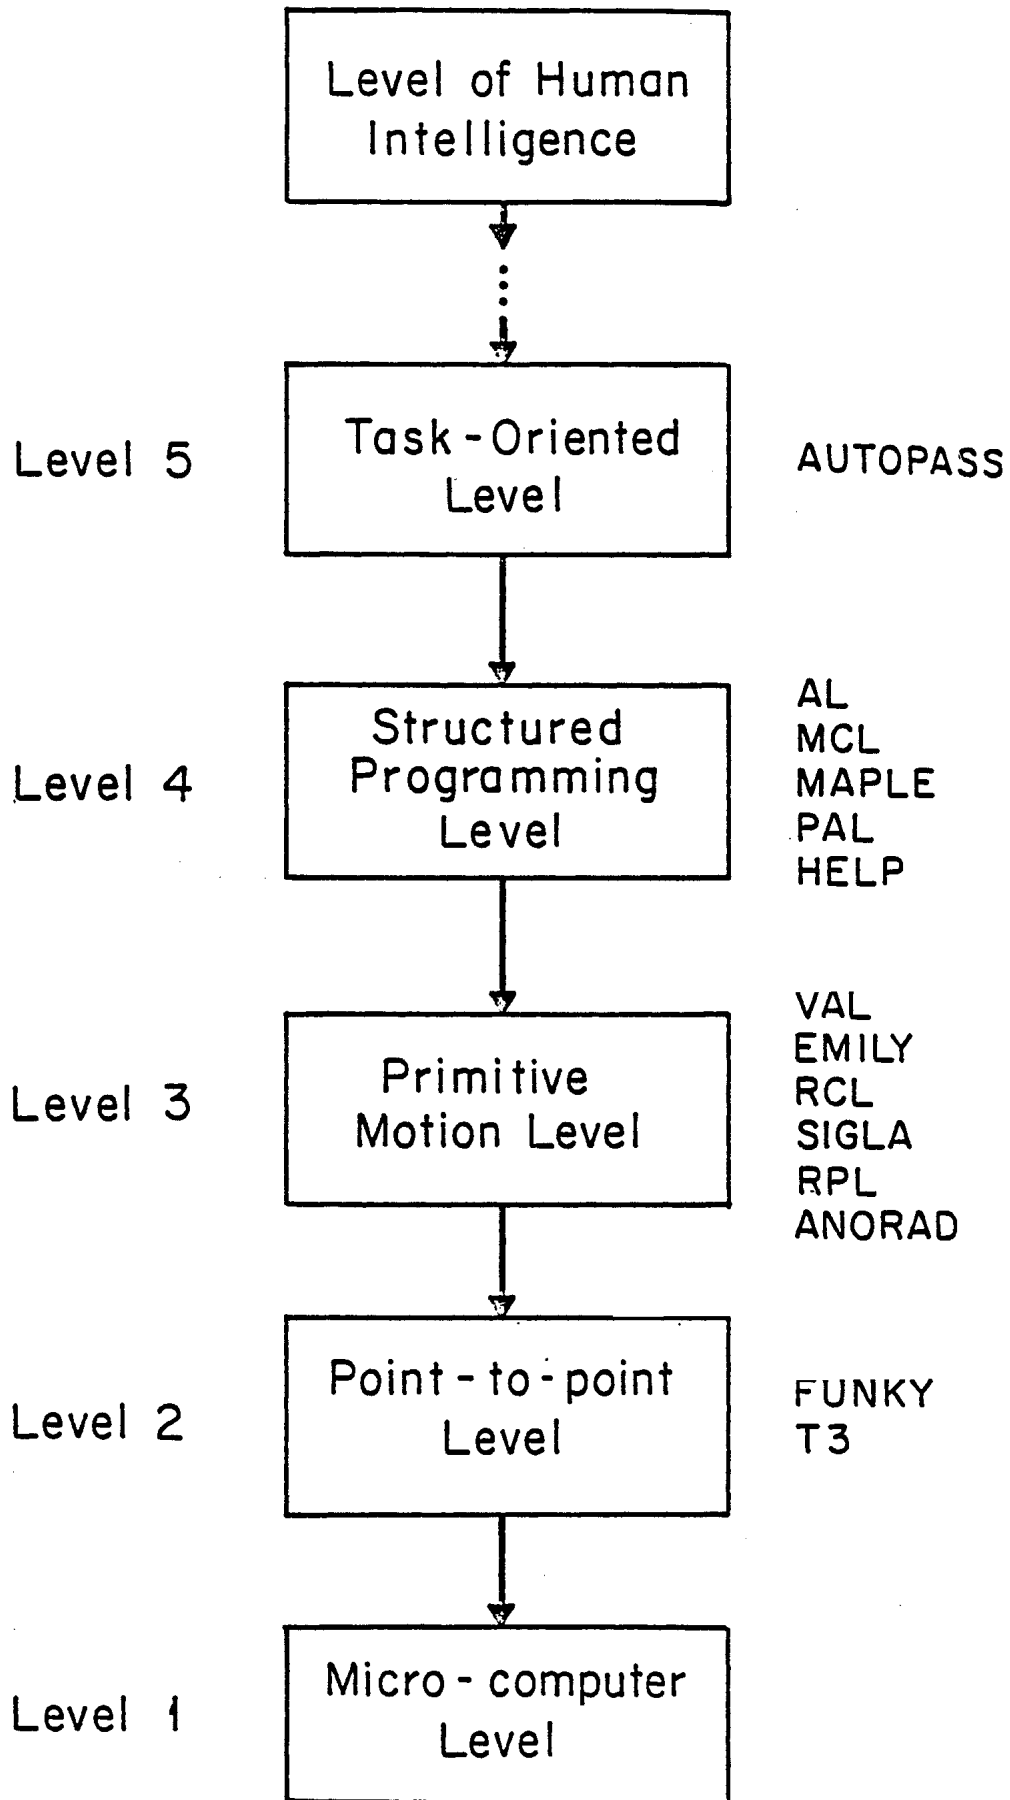 Level of Human
Intelligence
Level 5
Task-Oriented
Level
AUTOPASS
Level 4
Structured
Programming
Level
AL
MCL
MAPLE
PAL
HELP
Level 3
Primitive
Motion Level
VAL
EMILY
RCL
SIGLA
RPL
ANORAD
Level 2
Point-to-point
Level
FUNKY
T3
Level 1
Micro-computer
Level